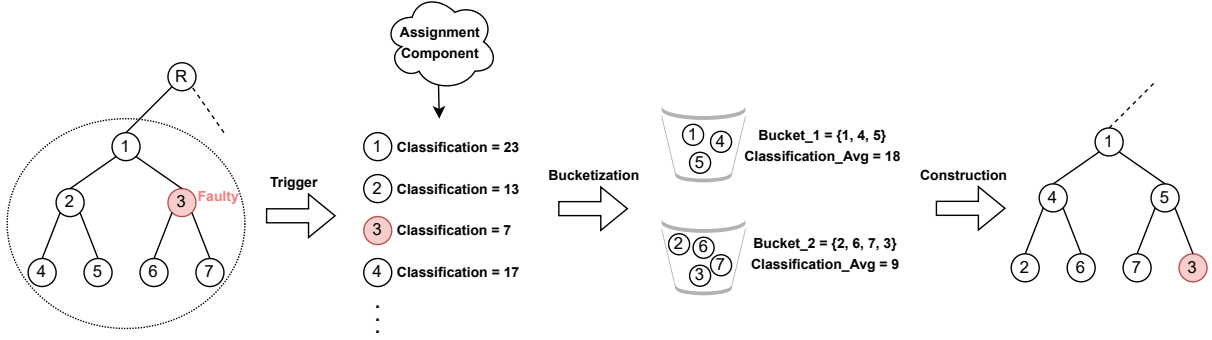 R
1
2
3
Faulty
4
5
6
7
Trigger
Assignment
Component
1 Classification = 23
2 Classification = 13
3 Classification = 7
4 Classification = 17
.
.
.
Bucketization
1
4
5
Bucket_1 = {1, 4, 5}
Classification_Avg = 18
2
6
7
3
Bucket_2 = {2, 6, 7, 3}
Classification_Avg = 9
Construction
1
4
5
2
6
7
3